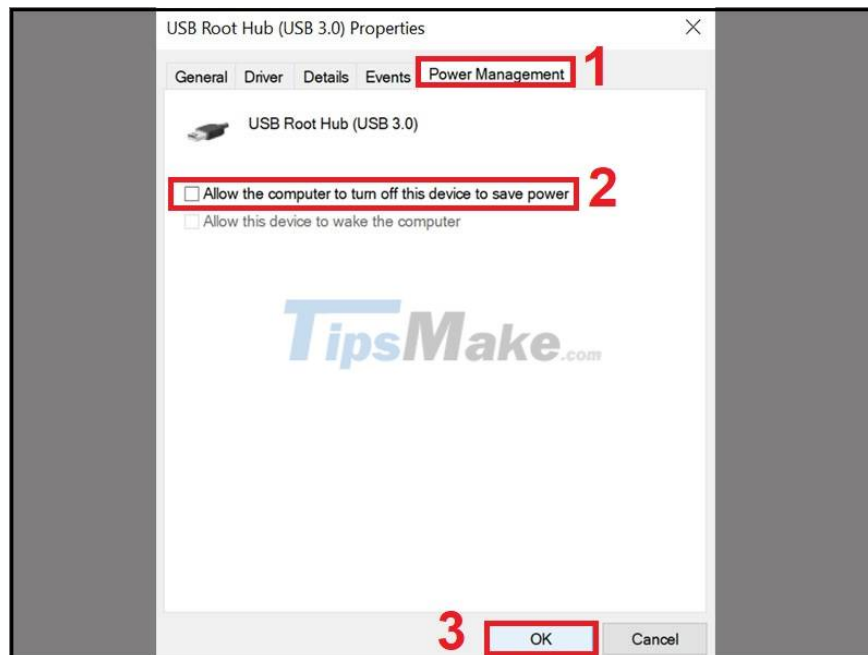 USB Root Hub (USB 3.0) Properties
General Driver Details Events Power Management 1
USB Root Hub (USB 3.0)
Allow the computer to turn off this device to save power 2
Allow this device to wake the computer
TipsMake.com
3 OK Cancel